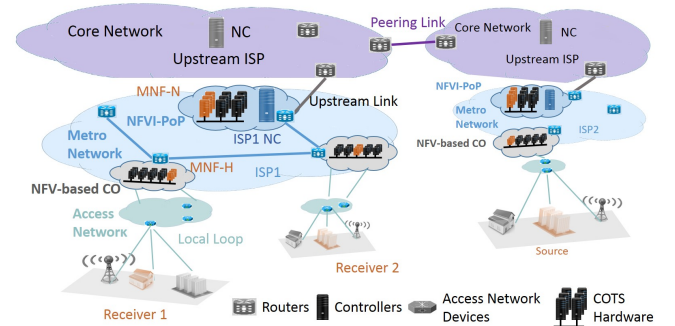 Core Network
NC
Upstream ISP
Peering Link
Core Network
NC
Upstream ISP
MNF-N
NFVI-PoP
Upstream Link
Metro
Network
ISP1 NC
MNF-H
ISP1
NFV-based CO
Access
Network
Local Loop
Receiver 1
Receiver 2
NFVI-PoP
Metro
Network
ISP2
NFV-based CO
Source
Routers
Controllers
Access Network
Devices
COTS
Hardware